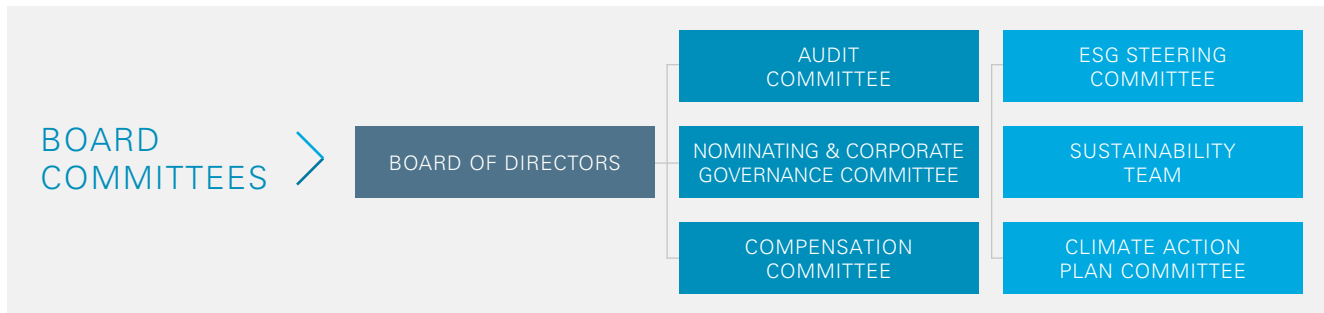 BOARD
COMMITTEES
BOARD OF DIRECTORS
AUDIT
COMMITTEE
NOMINATING & CORPORATE
GOVERNANCE COMMITTEE
COMPENSATION
COMMITTEE
ESG STEERING
COMMITTEE
SUSTAINABILITY
TEAM
CLIMATE ACTION
PLAN COMMITTEE